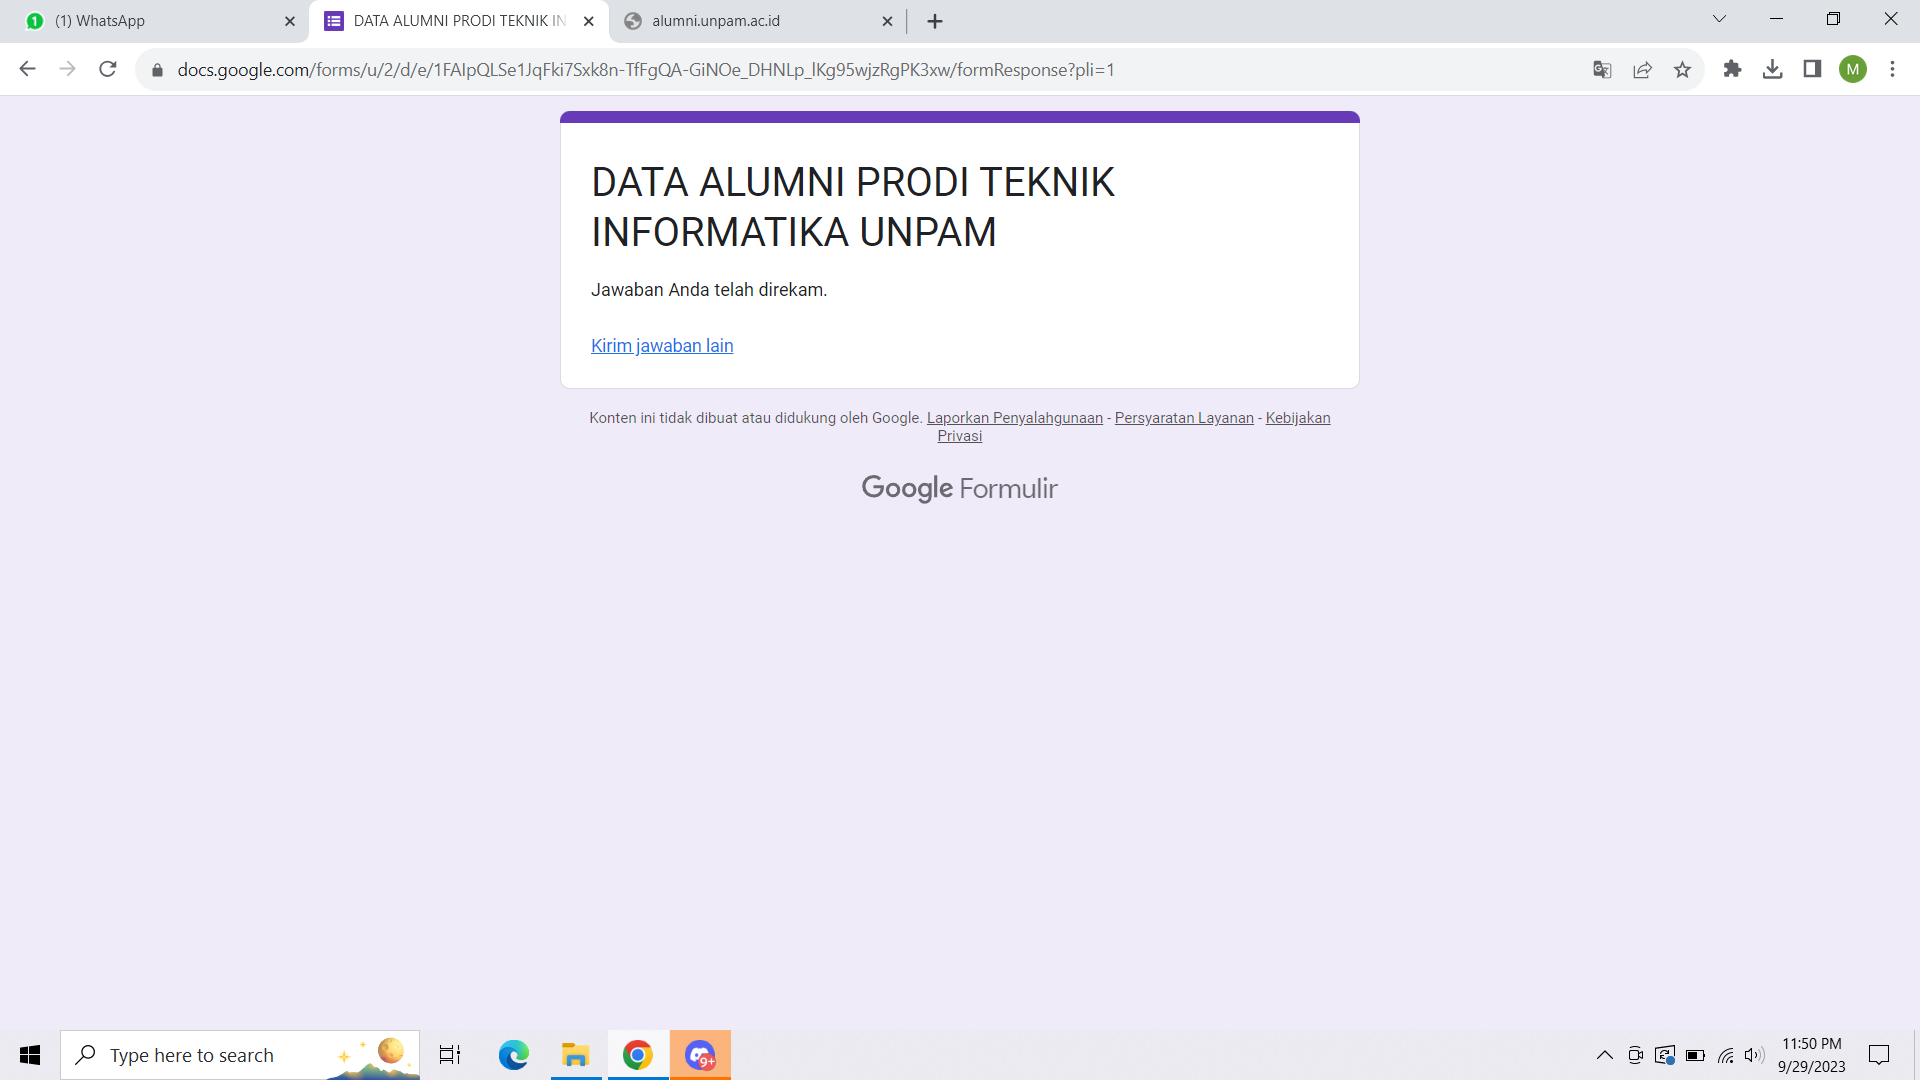 (1) WhatsApp
DATA ALUMNI PRODI TEKNIK IN
alumni.unpam.ac.id
docs.google.com/forms/u/2/d/e/1FAIpQLSe1JqFki7Sxk8n-TfFgQA-GiNOe_DHNLp_lKg95wjzRgPK3xw/formResponse?pli=1
M
DATA ALUMNI PRODI TEKNIK
INFORMATIKA UNPAM
Jawaban Anda telah direkam.
Kirim jawaban lain
Konten ini tidak dibuat atau didukung oleh Google. Laporkan Penyalahgunaan - Persyaratan Layanan - Kebijakan
Privasi
Google Formulir
Type here to search
9+
11:50 PM
9/29/2023